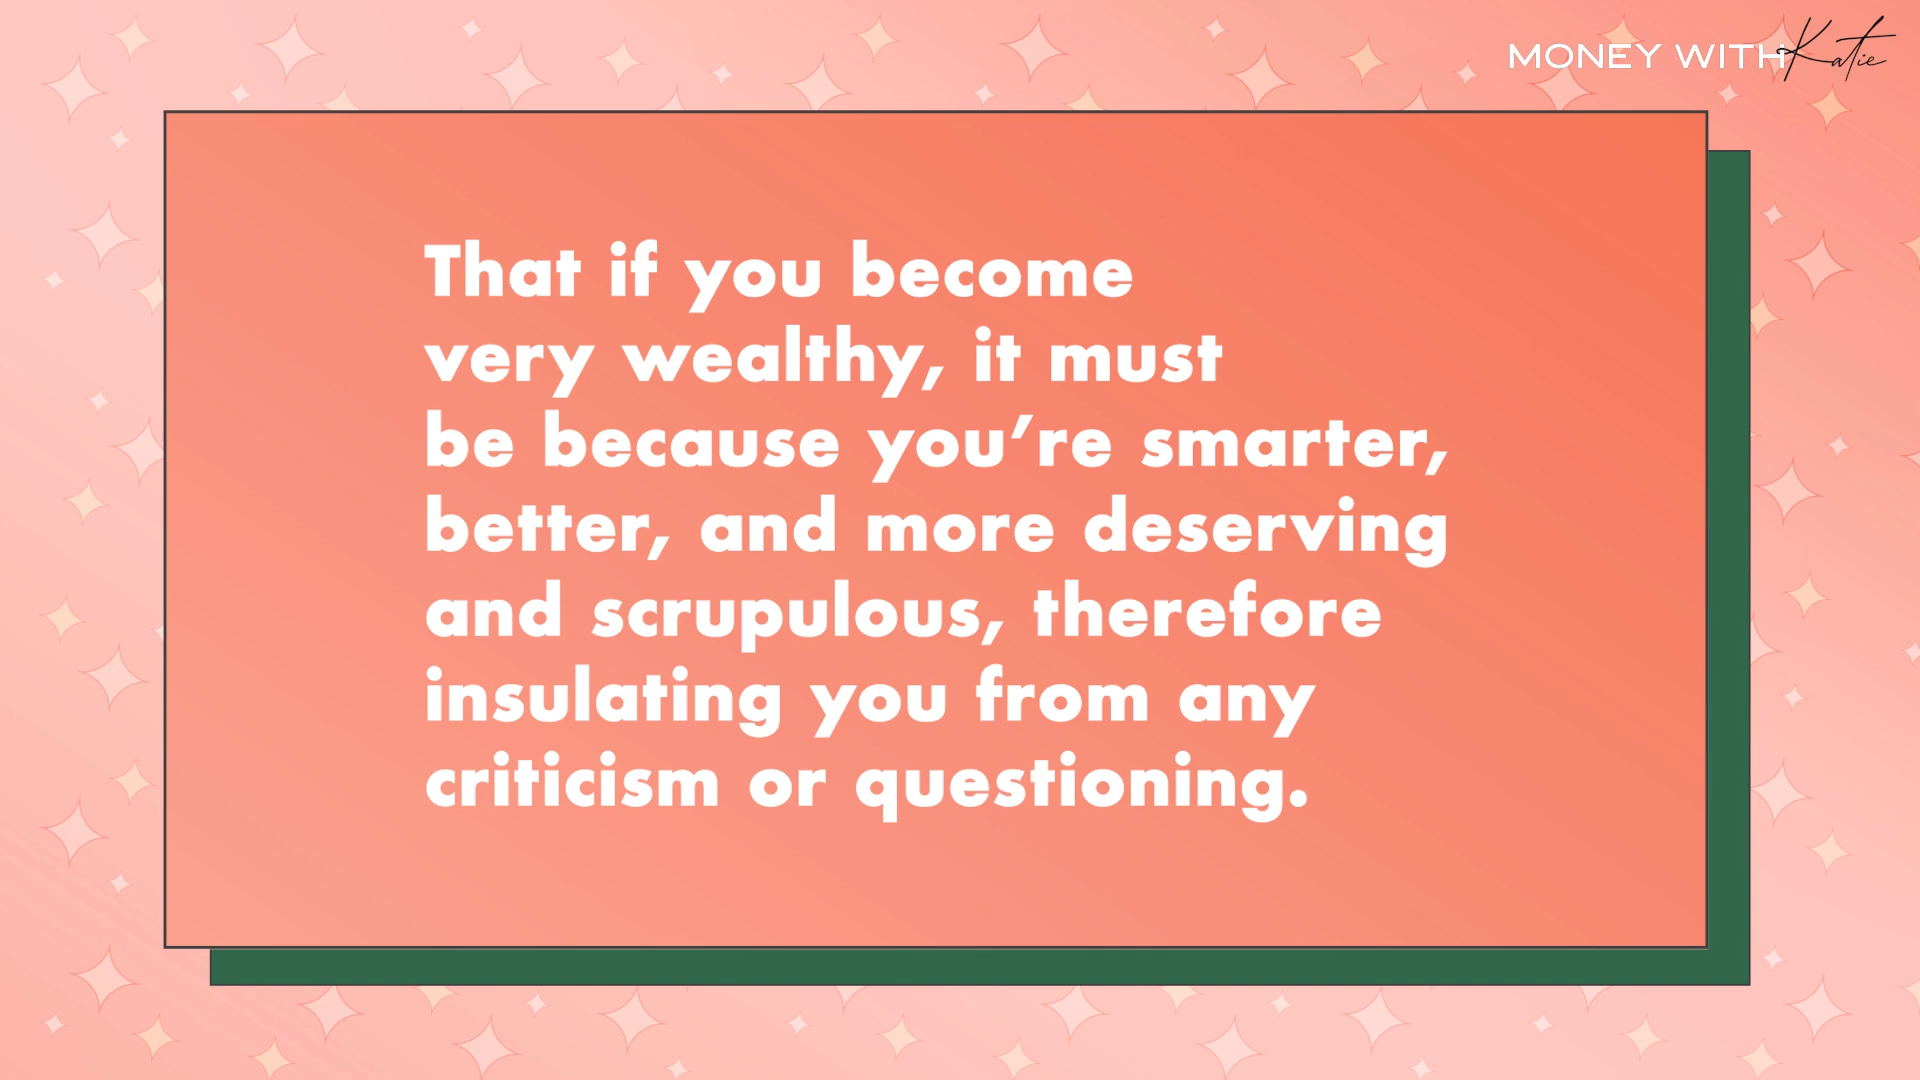 MONEY WITH Katie
That if you become
very wealthy, it must
be because you’re smarter,
better, and more deserving
and scrupulous, therefore
insulating you from any
criticism or questioning.